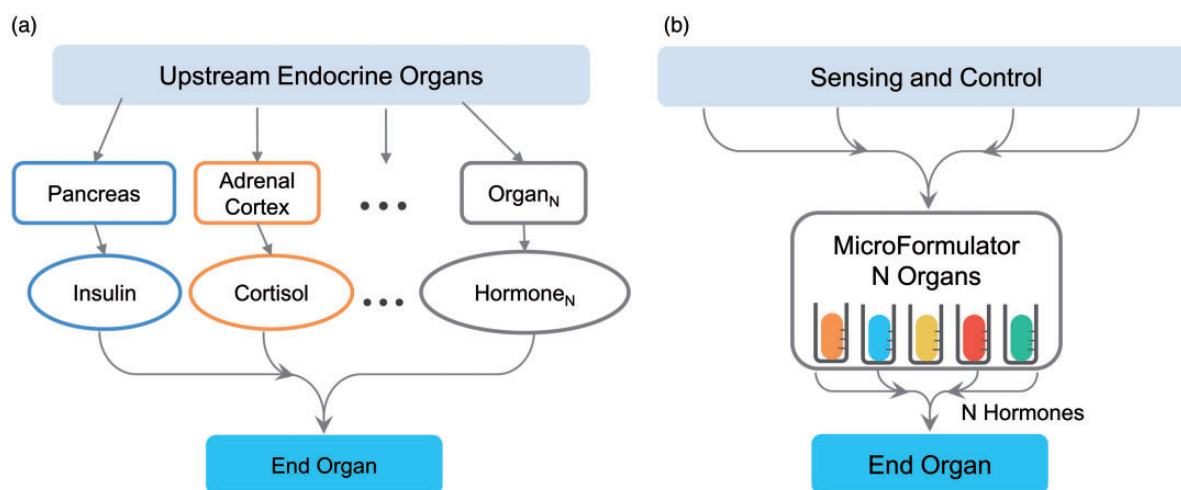 (a)
Upstream Endocrine Organs
Pancreas
Adrenal
Cortex
Organ_N
Insulin
Cortisol
Hormone_N
End Organ
(b)
Sensing and Control
MicroFormulator
N Organs
N Hormones
End Organ